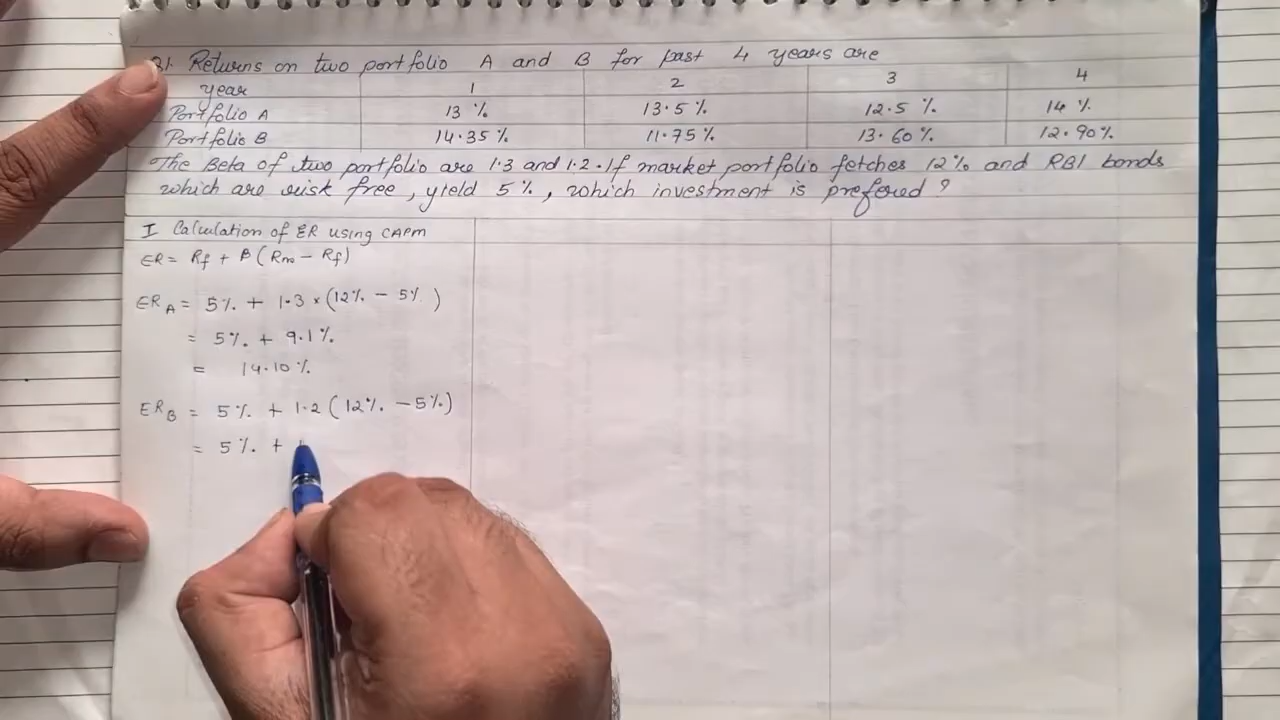 Q1. Returns on two portfolio A and B for past 4 years are
year 1 2 3 4
Portfolio A 13 % 13.5 % 12.5 % 14 %
Portfolio B 14.35 % 11.75 % 13.60 % 12.90 %
The Beta of two portfolio are 1.3 and 1.2. If market portfolio fetches 12% and RBI bonds
which are risk free, yield 5 %, which investment is prefered ?
I Calculation of ER using CAPM
ER = Rf + β (Rm - Rf)
ER A = 5% + 1.3 × (12% - 5% )
= 5% + 9.1%
= 14.10 %
ER B = 5% + 1.2 ( 12% - 5%)
= 5% +